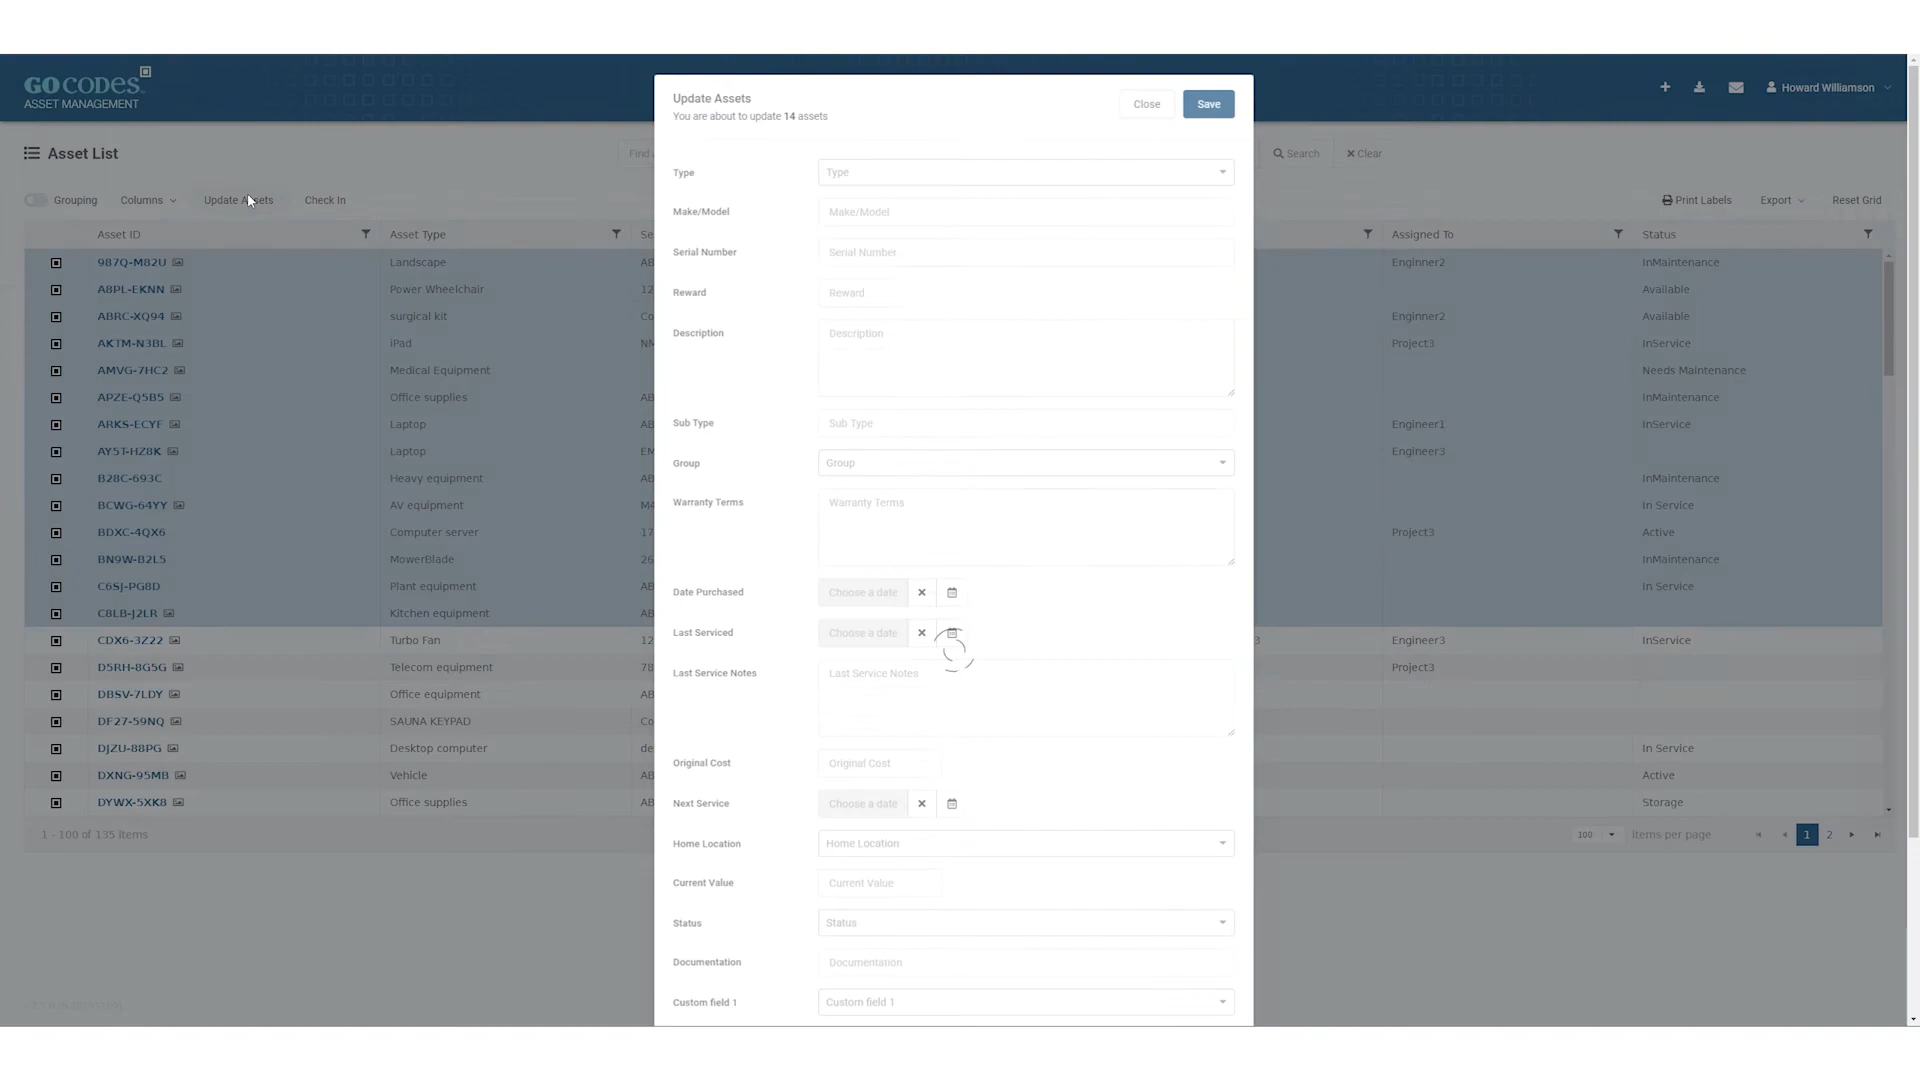 GOCODES
ASSET MANAGEMENT
Howard Williamson
Asset List
Find
Search
Clear
Grouping
Columns
Update Assets
Check In
Print Labels
Export
Reset Grid
Asset ID
Asset Type
Se
Assigned To
Status
987Q-M82U Landscape AB Enginner2 InMaintenance
A8PL-EKNN Power Wheelchair 12 Available
ABRC-XQ94 surgical kit Co Enginner2 Available
AKTM-N3BL iPad NM Project3 InService
AMVG-7HC2 Medical Equipment Needs Maintenance
APZE-Q5B5 Office supplies AB InMaintenance
ARKS-ECYF Laptop AB Engineer1 InService
AY5T-HZ8K Laptop EM Engineer3
B28C-693C Heavy equipment InMaintenance
BCWG-64YY AV equipment M4 In Service
BDXC-4QX6 Computer server 17 Project3 Active
BN9W-B2L5 MowerBlade 26 InMaintenance
C6SJ-PG8D Plant equipment AB In Service
C8LB-J2LR Kitchen equipment AB
CDX6-3Z22 Turbo Fan 12 3 Engineer3 InService
D5RH-8G5G Telecom equipment 78 Project3
DBSV-7LDY Office equipment AB
DF27-59NQ SAUNA KEYPAD Co
DJZU-88PG Desktop computer de In Service
DXNG-95MB Vehicle AB Active
DYWX-5XK8 Office supplies AB Storage
1 - 100 of 135 items
100 items per page
1 2
Update Assets
You are about to update 14 assets
Close
Save
Type Type
Make/Model Make/Model
Serial Number Serial Number
Reward Reward
Description Description
Sub Type Sub Type
Group Group
Warranty Terms Warranty Terms
Date Purchased Choose a date
Last Serviced Choose a date
Last Service Notes Last Service Notes
Original Cost Original Cost
Next Service Choose a date
Home Location Home Location
Current Value Current Value
Status Status
Documentation Documentation
Custom field 1 Custom field 1